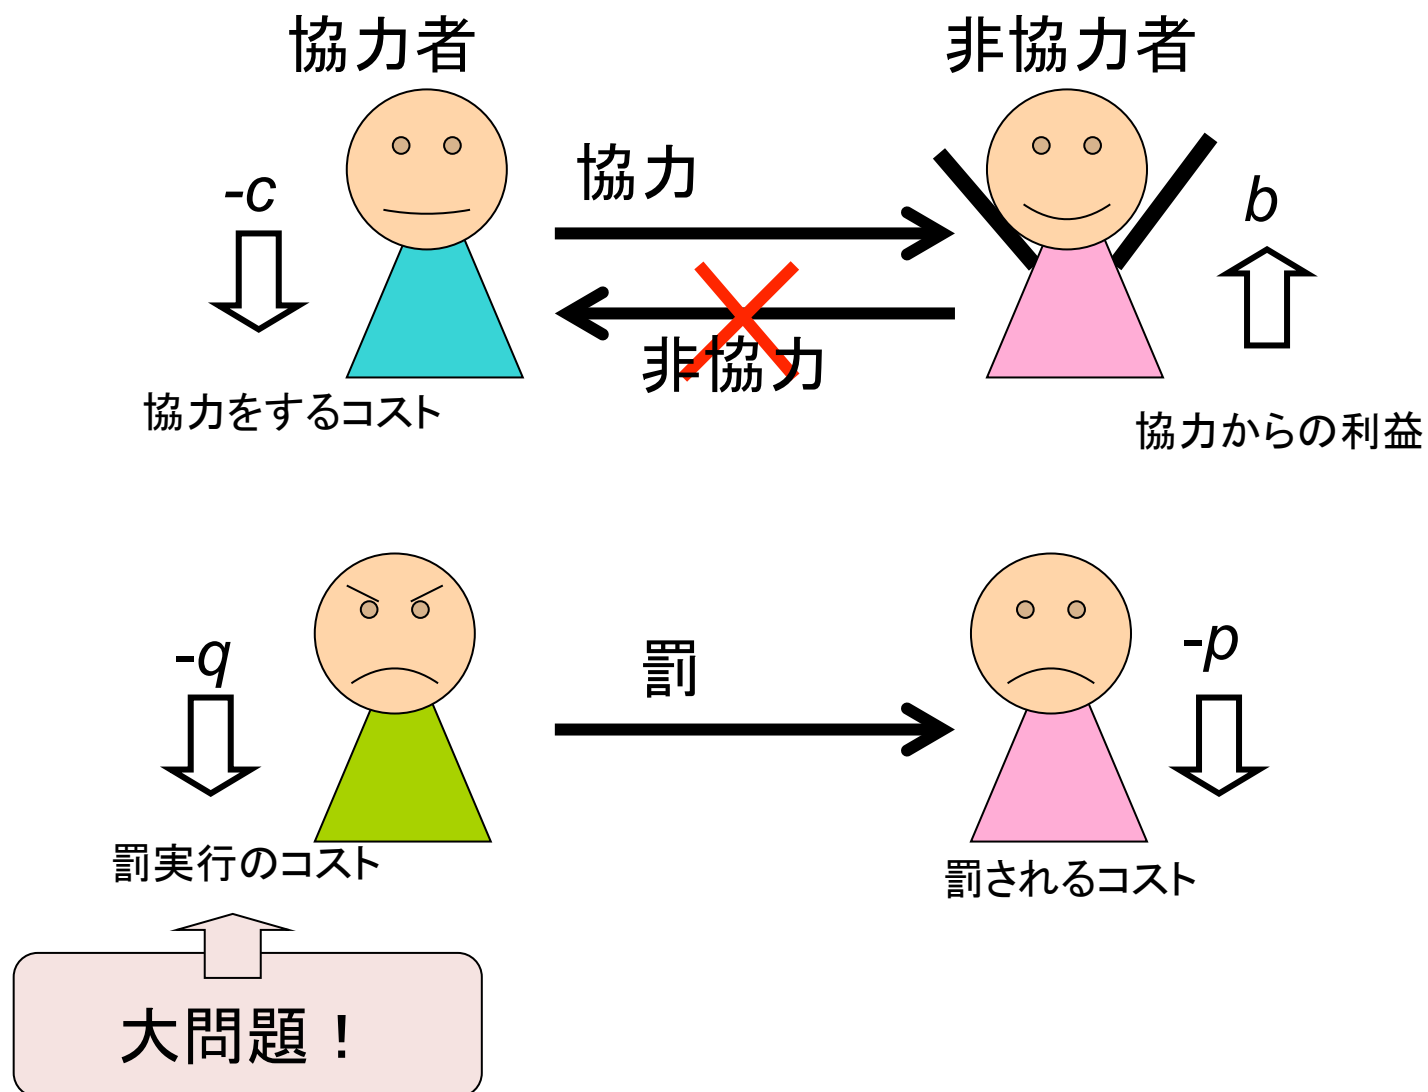 協力者
非協力者
協力
-c
b
非協力
協力をするコスト
協力からの利益
罰
-q
-p
罰実行のコスト
罰されるコスト
大問題！